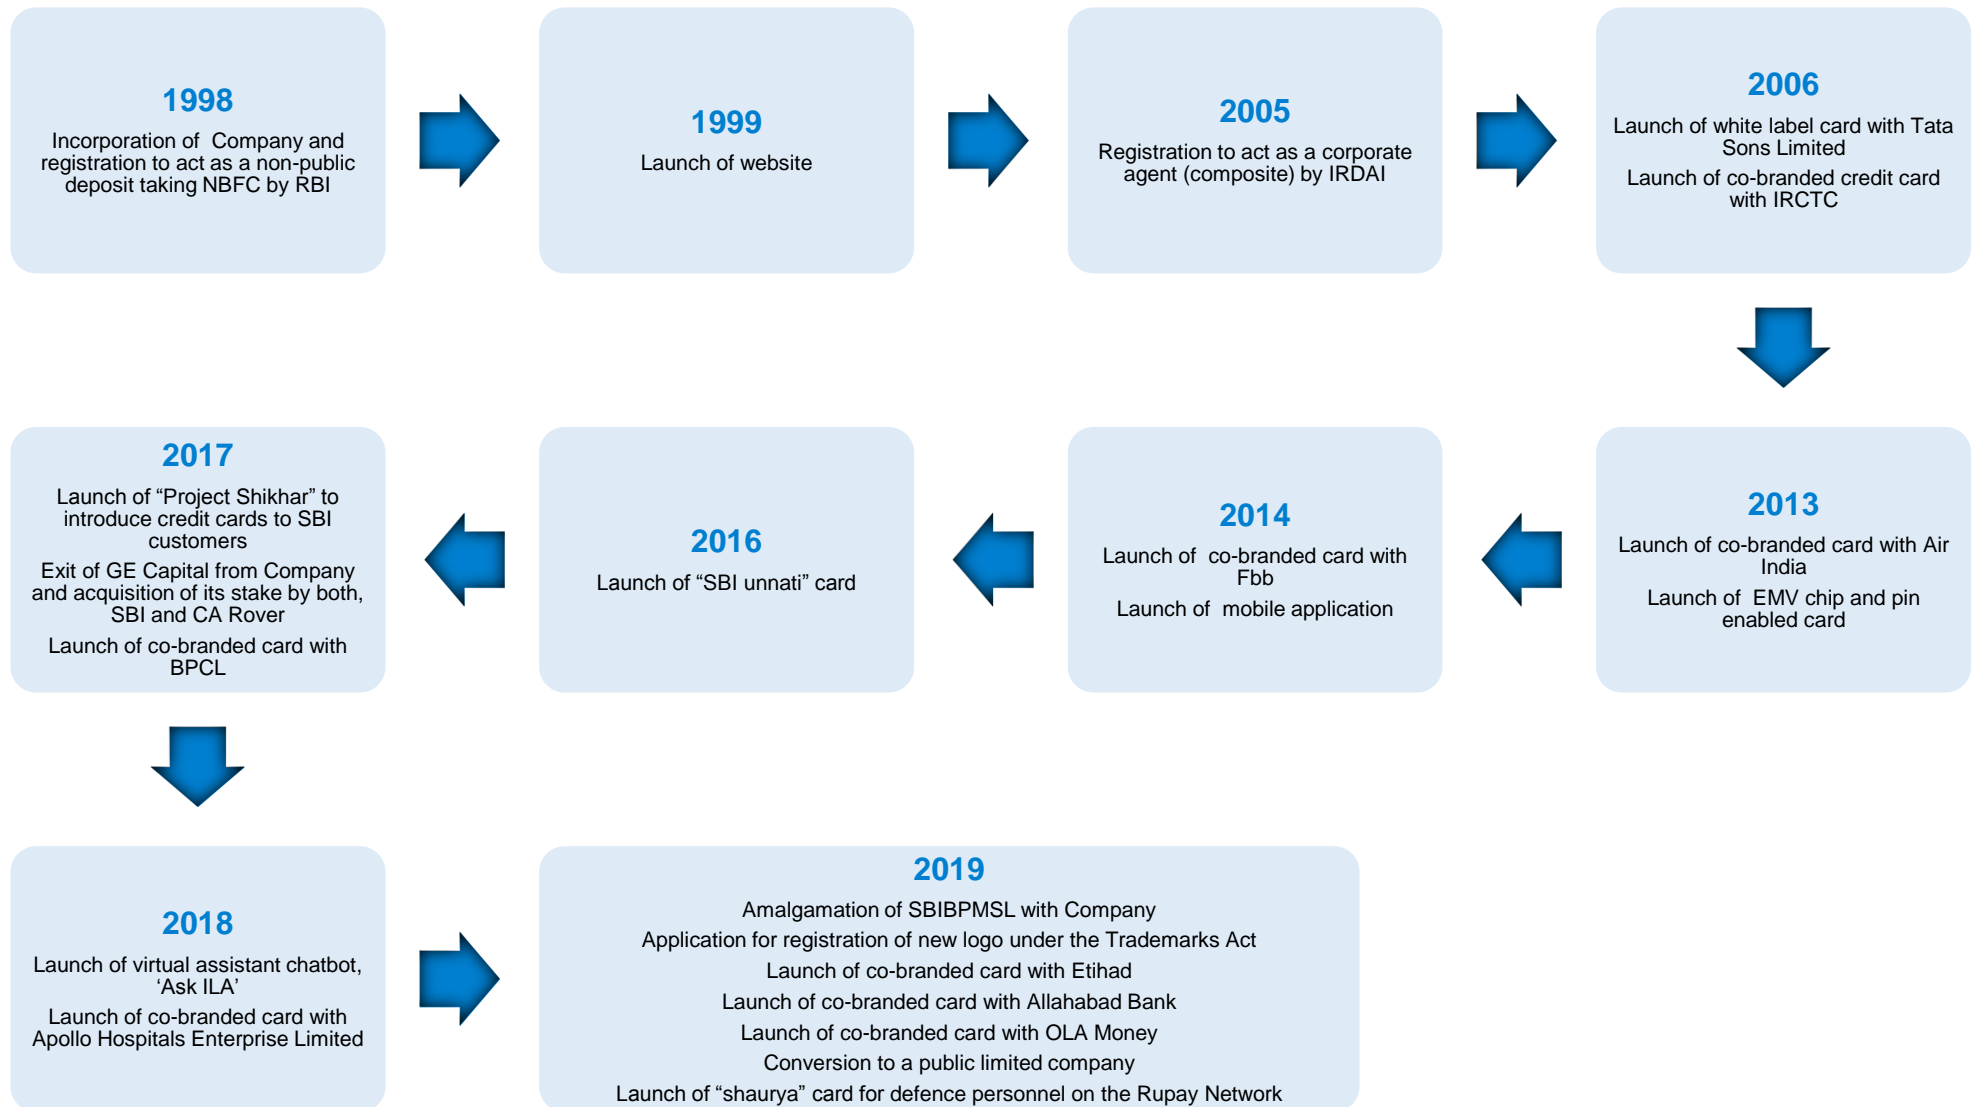 1998
Incorporation of  Company and
registration to act as a non-public
deposit taking NBFC by RBI
1999
Launch of website
2005
Registration to act as a corporate
agent (composite) by IRDAI
2006
Launch of white label card with Tata
Sons Limited
Launch of co-branded credit card
with IRCTC
2013
Launch of co-branded card with Air
India
Launch of  EMV chip and pin
enabled card
2014
Launch of  co-branded card with
Fbb
Launch of  mobile application
2016
Launch of “SBI unnati” card
2017
Launch of “Project Shikhar” to
introduce credit cards to SBI
customers
Exit of GE Capital from Company
and acquisition of its stake by both,
SBI and CA Rover
Launch of co-branded card with
BPCL
2018
Launch of virtual assistant chatbot,
‘Ask ILA’
Launch of co-branded card with
Apollo Hospitals Enterprise Limited
2019
Amalgamation of SBIBPMSL with Company
Application for registration of new logo under the Trademarks Act
Launch of co-branded card with Etihad
Launch of co-branded card with Allahabad Bank
Launch of co-branded card with OLA Money
Conversion to a public limited company
Launch of “shaurya” card for defence personnel on the Rupay Network